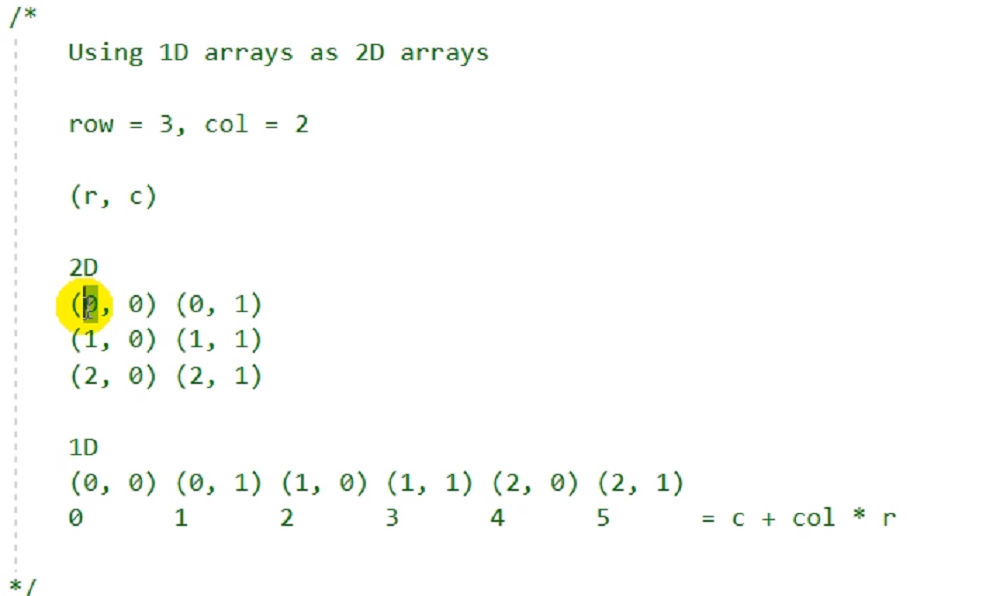 /*
Using 1D arrays as 2D arrays
row = 3, col = 2
(r, c)
2D
(0, 0) (0, 1)
(1, 0) (1, 1)
(2, 0) (2, 1)
1D
(0, 0) (0, 1) (1, 0) (1, 1) (2, 0) (2, 1)
0 1 2 3 4 5 = c + col * r
*/